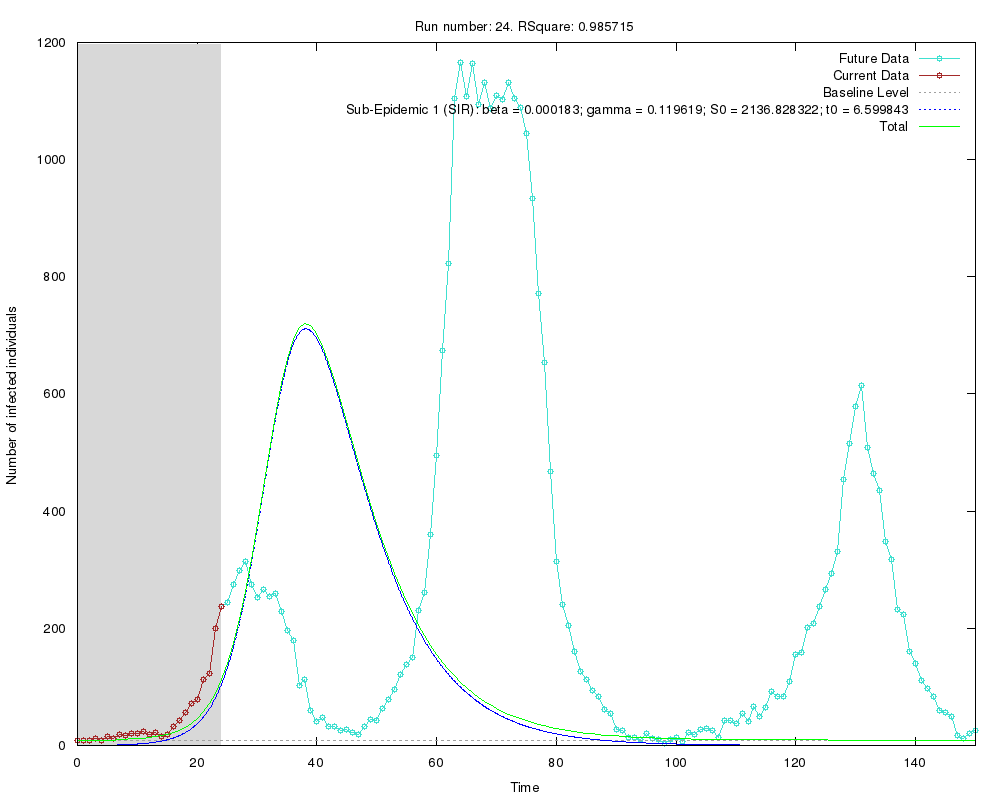 Run number: 24. RSquare: 0.985715
1200
1000
800
600
400
200
0
Number of infected individuals
Future Data
Current Data
Baseline Level
Sub-Epidemic 1 (SIR): beta = 0.000183; gamma = 0.119619; S0 = 2136.828322; t0 = 6.599843
Total
0 20 40 60 80 100 120 140
Time